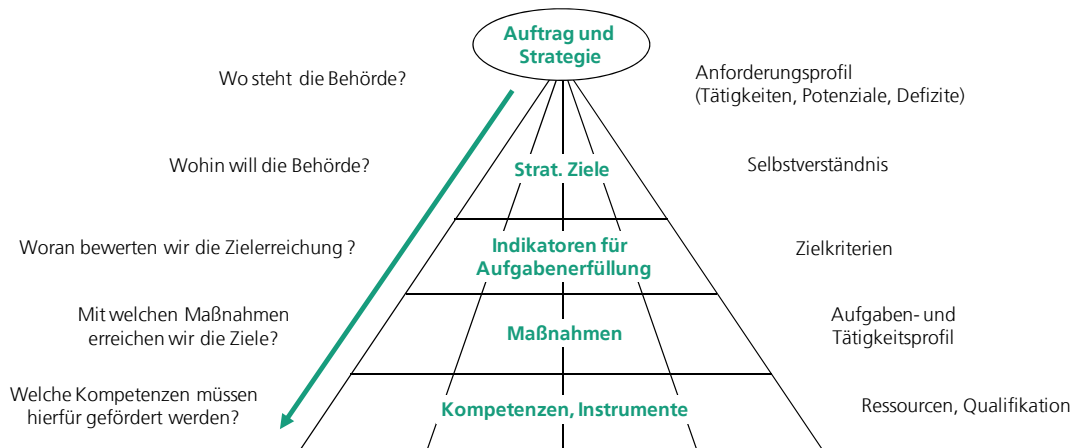 Auftrag und
Strategie
Wo steht die Behörde?
Anforderungsprofil
(Tätigkeiten, Potenziale, Defizite)
Wohin will die Behörde?
Strat. Ziele
Selbstverständnis
Woran bewerten wir die Zielerreichung ?
Indikatoren für
Aufgabenerfüllung
Zielkriterien
Mit welchen Maßnahmen
erreichen wir die Ziele?
Maßnahmen
Aufgaben- und
Tätigkeitsprofil
Welche Kompetenzen müssen
hierfür gefördert werden?
Kompetenzen, Instrumente
Ressourcen, Qualifikation